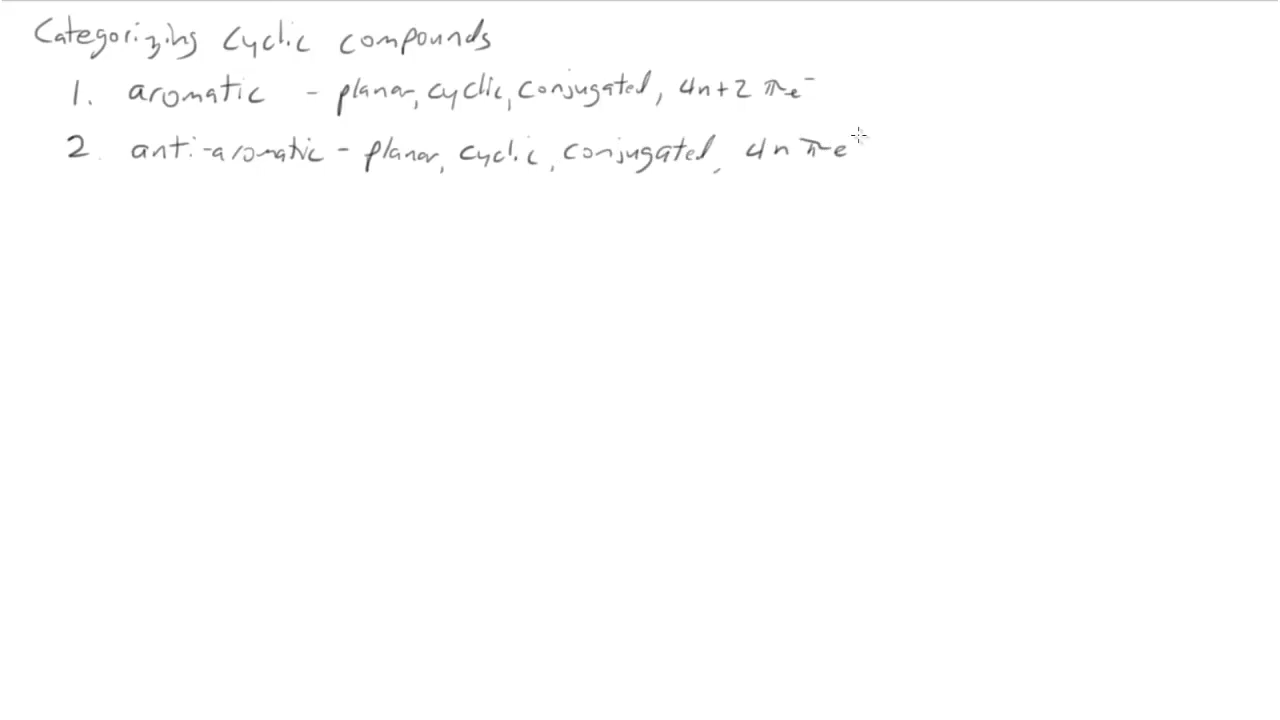 Categorizing cyclic compounds
1. aromatic - planar, cyclic, conjugated, 4n+2 πe⁻
2. anti-aromatic - planar, cyclic, conjugated, 4n πe